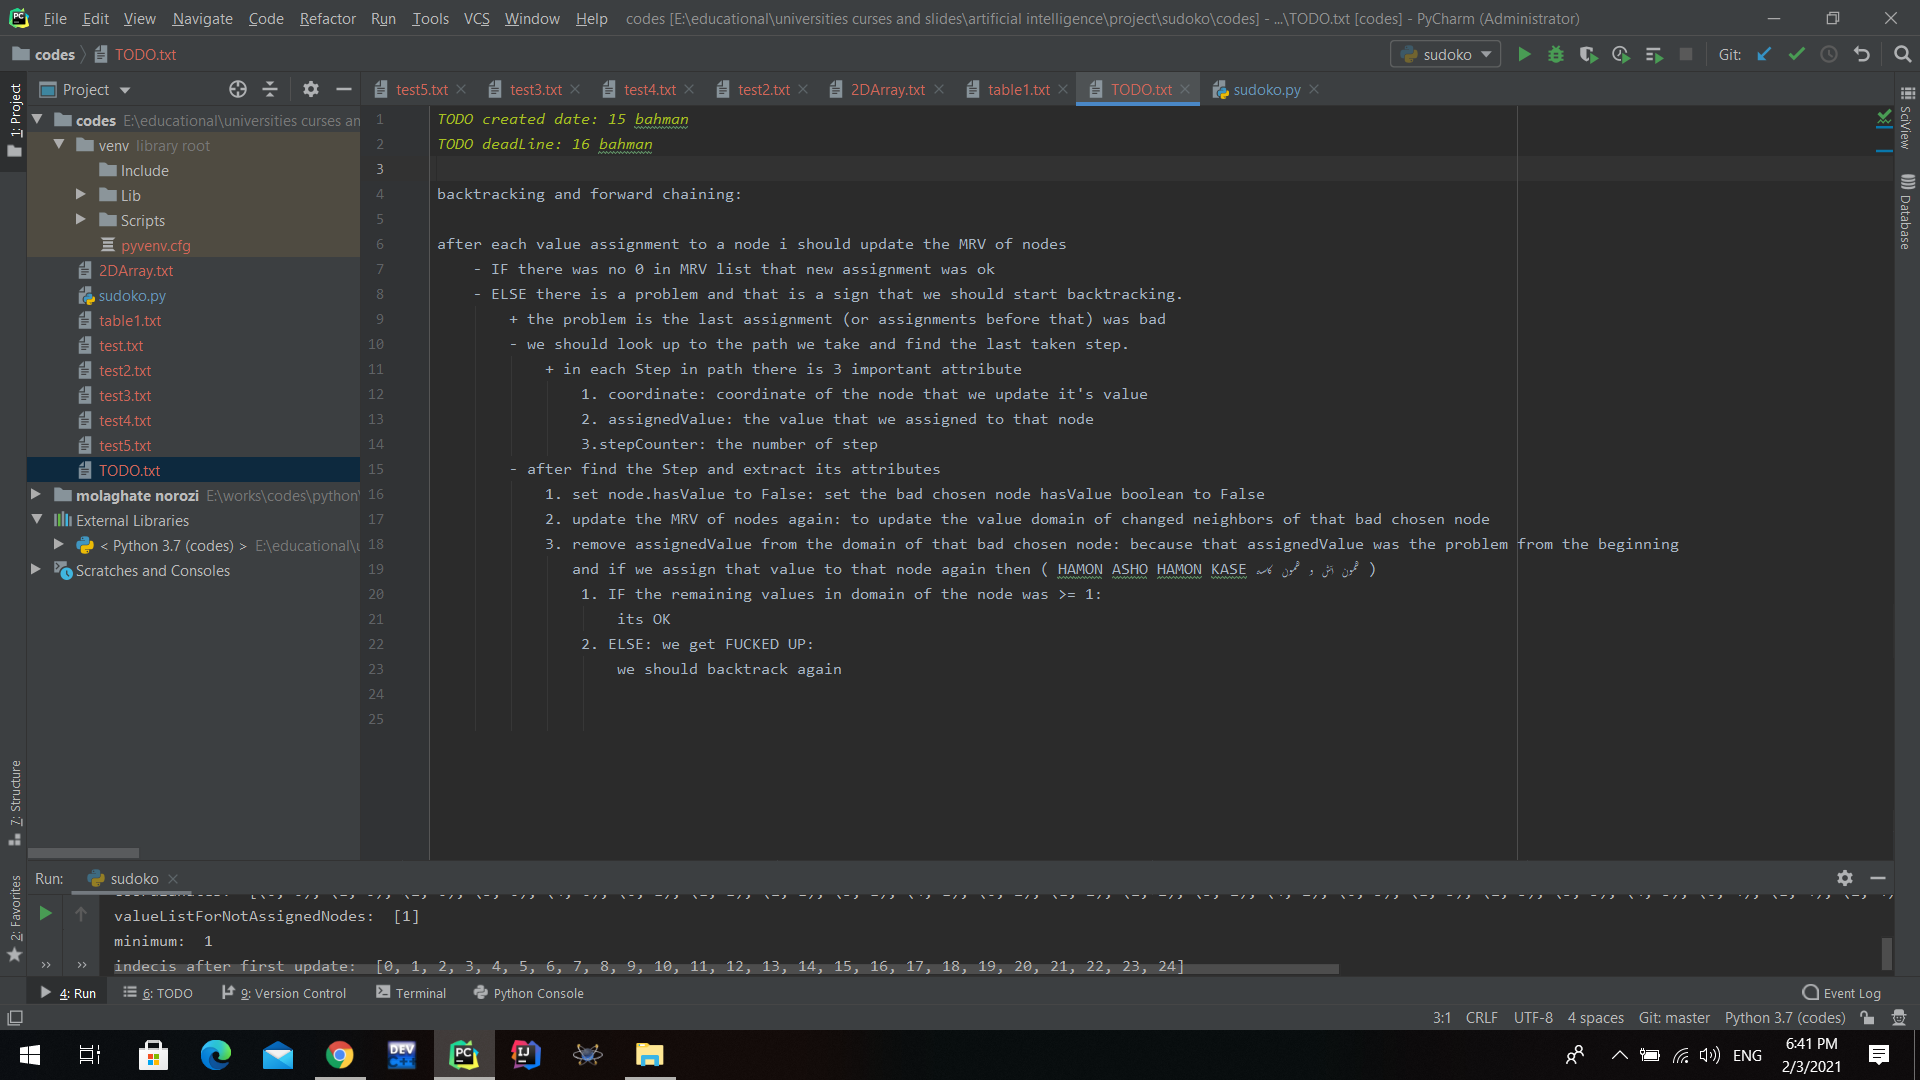 File Edit View Navigate Code Refactor Run Tools VCS Window Help codes [E:\educational\universities curses and slides\artificial intelligence\project\sudoko\codes] - ...\TODO.txt [codes] - PyCharm (Administrator)
codes TODO.txt sudoko Git:
Project test5.txt test3.txt test4.txt test2.txt 2DArray.txt table1.txt TODO.txt sudoko.py
1: Project
7: Structure
2: Favorites
SciView
Database
codes E:\educational\universities curses an
venv library root
Include
Lib
Scripts
pyvenv.cfg
2DArray.txt
sudoko.py
table1.txt
test.txt
test2.txt
test3.txt
test4.txt
test5.txt
TODO.txt
molaghate norozi E:\works\codes\python\
External Libraries
< Python 3.7 (codes) > E:\educational\u
Scratches and Consoles
1 TODO created date: 15 bahman
2 TODO deadLine: 16 bahman
3
4 backtracking and forward chaining:
5
6 after each value assignment to a node i should update the MRV of nodes
7 - IF there was no 0 in MRV list that new assignment was ok
8 - ELSE there is a problem and that is a sign that we should start backtracking.
9 + the problem is the last assignment (or assignments before that) was bad
10 - we should look up to the path we take and find the last taken step.
11 + in each Step in path there is 3 important attribute
12 1. coordinate: coordinate of the node that we update it's value
13 2. assignedValue: the value that we assigned to that node
14 3.stepCounter: the number of step
15 - after find the Step and extract its attributes
16 1. set node.hasValue to False: set the bad chosen node hasValue boolean to False
17 2. update the MRV of nodes again: to update the value domain of changed neighbors of that bad chosen node
18 3. remove assignedValue from the domain of that bad chosen node: because that assignedValue was the problem from the beginning
19 and if we assign that value to that node again then ( HAMON ASHO HAMON KASE همون اش و همون کاسه )
20 1. IF the remaining values in domain of the node was >= 1:
21 its OK
22 2. ELSE: we get FUCKED UP:
23 we should backtrack again
24
25
Run: sudoko
valueListForNotAssignedNodes: [1]
minimum: 1
indecis after first update: [0, 1, 2, 3, 4, 5, 6, 7, 8, 9, 10, 11, 12, 13, 14, 15, 16, 17, 18, 19, 20, 21, 22, 23, 24]
4: Run 6: TODO 9: Version Control Terminal Python Console Event Log
3:1 CRLF UTF-8 4 spaces Git: master Python 3.7 (codes)
DEV C++ PC IJ ENG 6:41 PM
2/3/2021